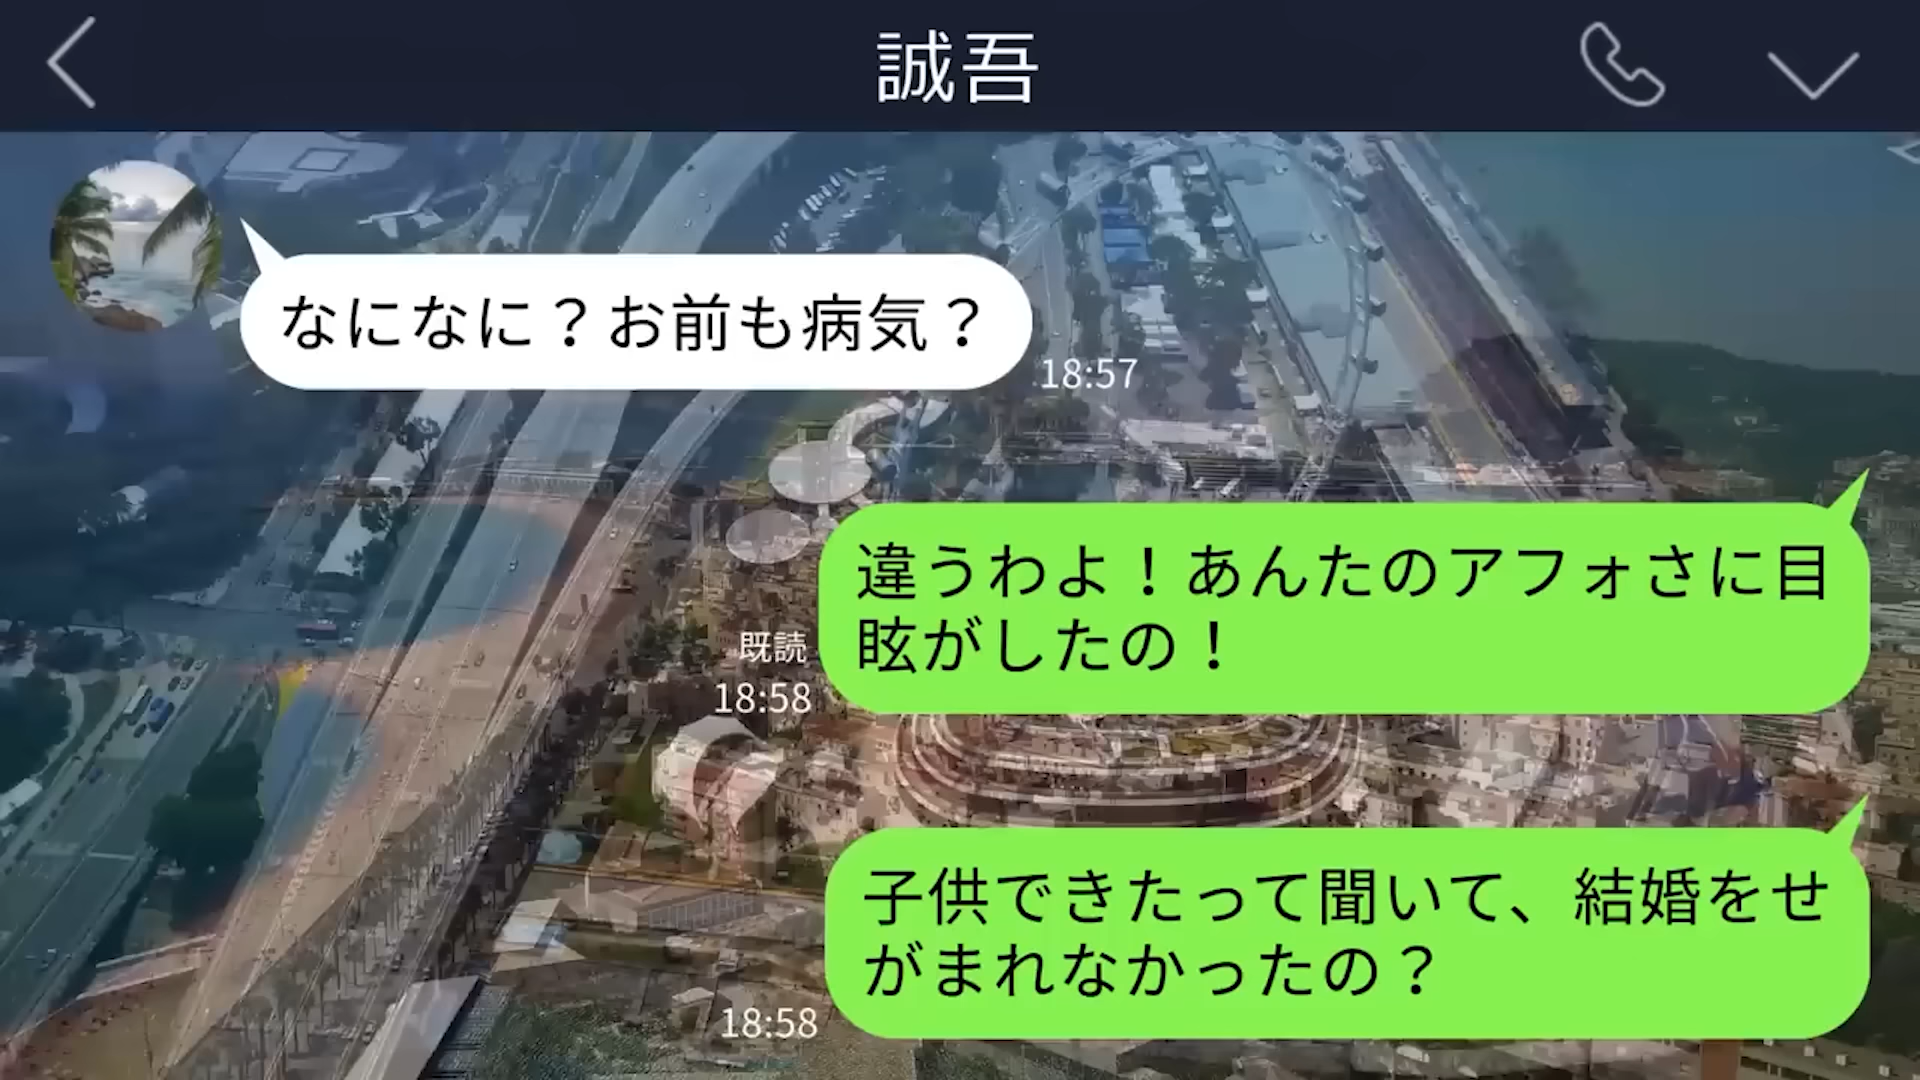 誠吾
なになに？お前も病気？
18:57
違うわよ！あんたのアフォさに目
眩がしたの！
既読
18:58
子供できたって聞いて、結婚をせ
がまれなかったの？
18:58